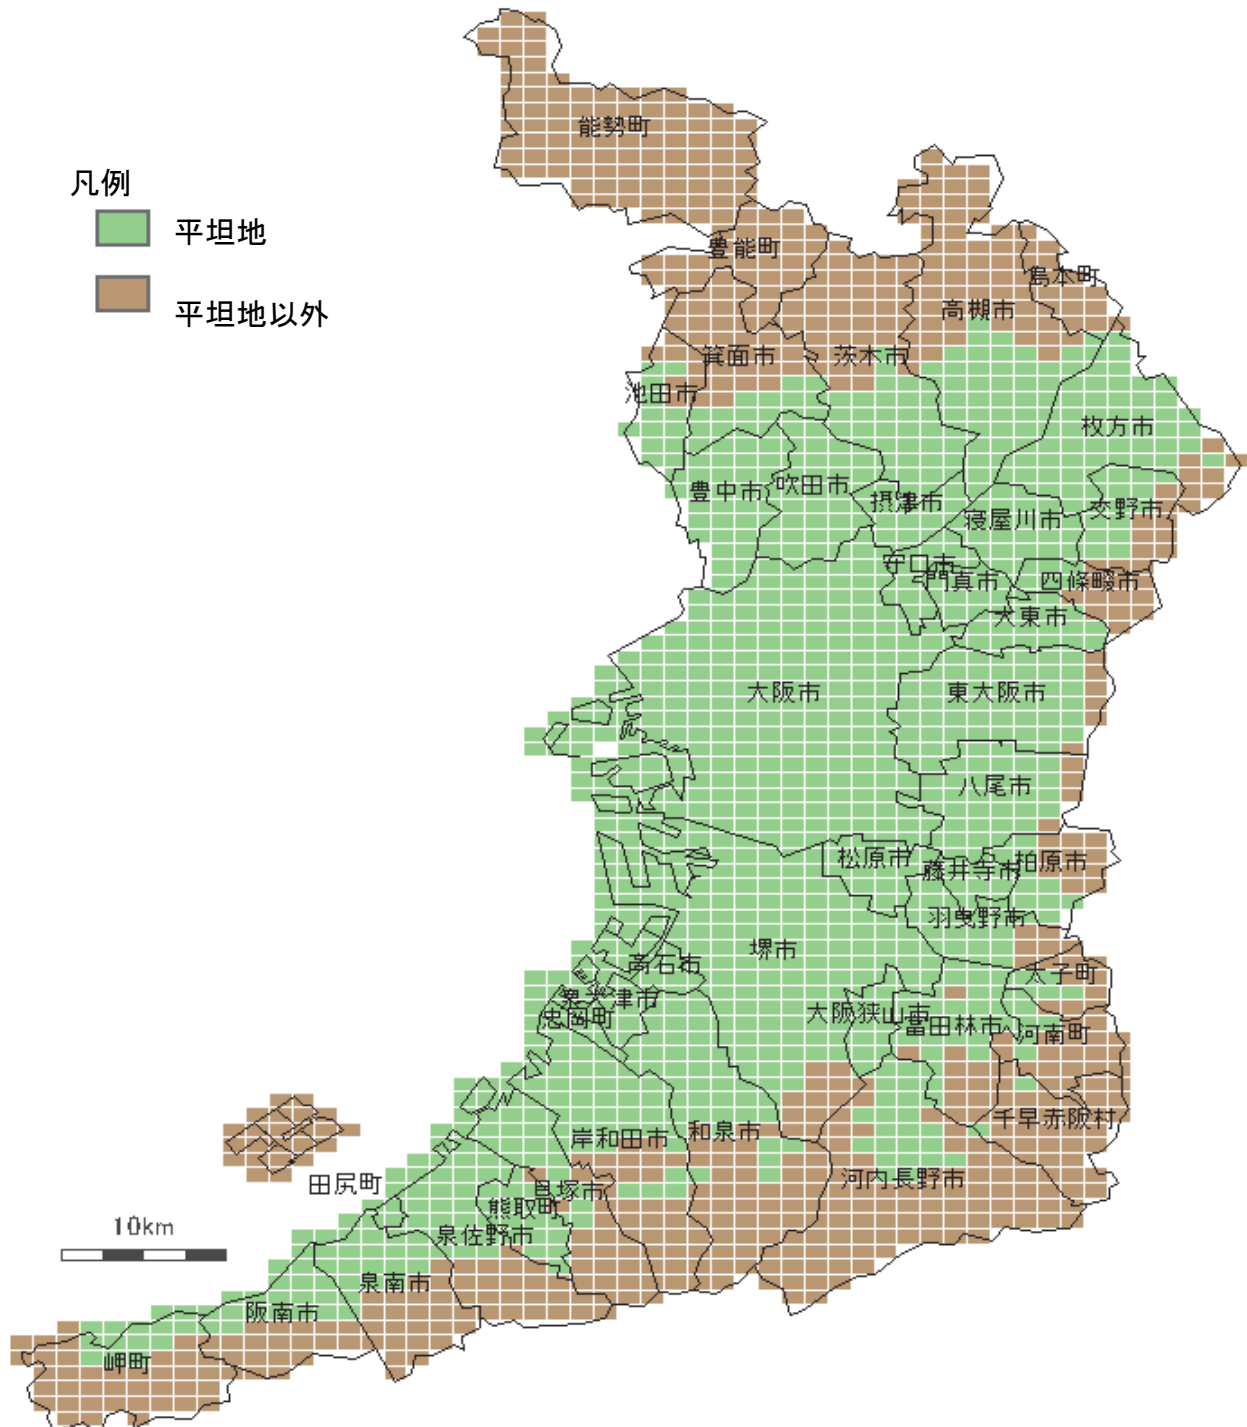 能勢町
凡例
平坦地
豊能町
島本町
平坦地以外
高槻市
箕面市
茨木市
池田市
枚方市
豊中市
吹田市
摂津市
交野市
寝屋川市
守口市
門真市
四條畷市
大東市
大阪市
東大阪市
八尾市
松原市
藤井寺市
柏原市
羽曳野市
堺市
高石市
太子町
泉大津市
忠岡町
大阪狭山市
富田林市
河南町
千早赤阪村
岸和田市
和泉市
田尻町
貝塚市
河内長野市
熊取町
10km
泉佐野市
泉南市
阪南市
岬町